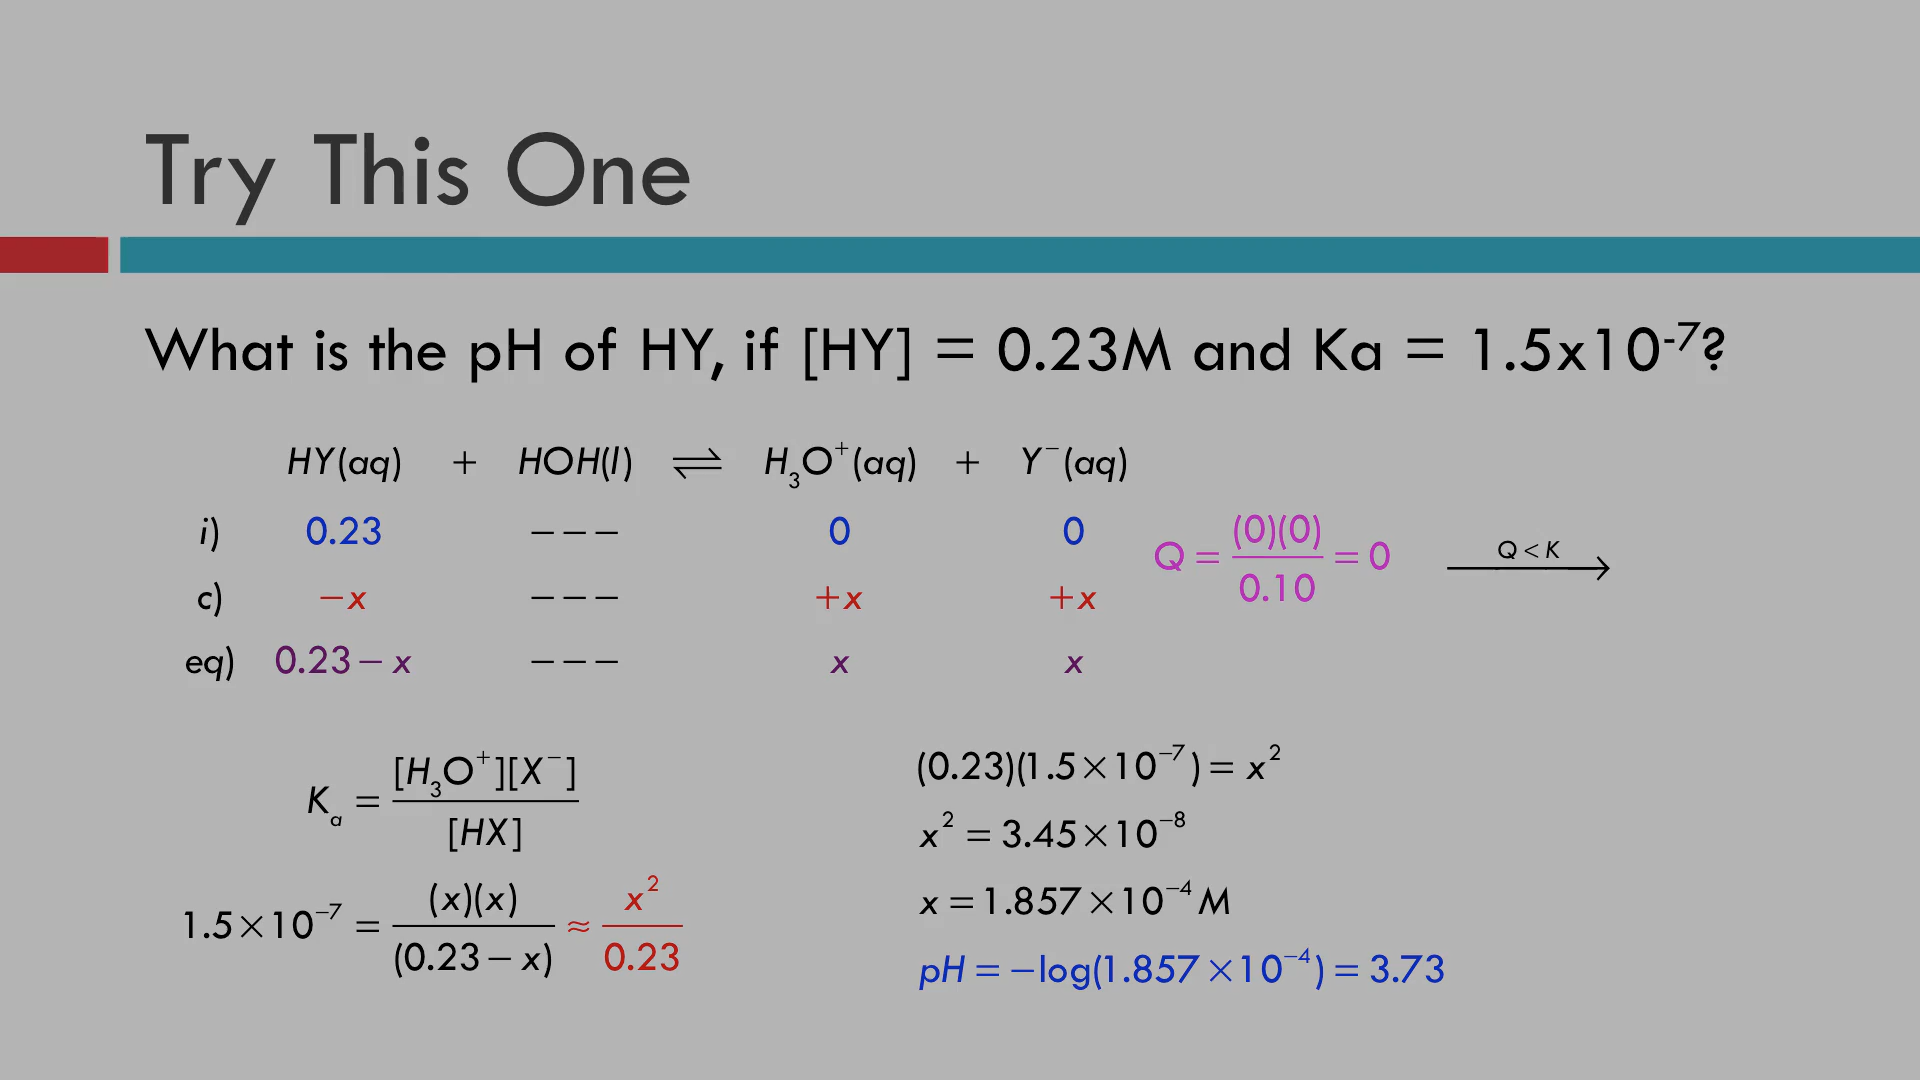 Try This One
What is the pH of HY, if [HY] = 0.23M and Ka = 1.5x10⁻⁷?
HY(aq) + HOH(l) ⇌ H₃O⁺(aq) + Y⁻(aq)
i) 0.23 --- 0 0 Q = (0)(0)/0.10 = 0 Q < K →
c) −x --- +x +x
eq) 0.23 − x --- x x
Kₐ = [H₃O⁺][X⁻]/[HX]
1.5×10⁻⁷ = (x)(x)/(0.23 − x) ≈ x²/0.23
(0.23)(1.5×10⁻⁷) = x²
x² = 3.45×10⁻⁸
x = 1.857×10⁻⁴ M
pH = −log(1.857×10⁻⁴) = 3.73